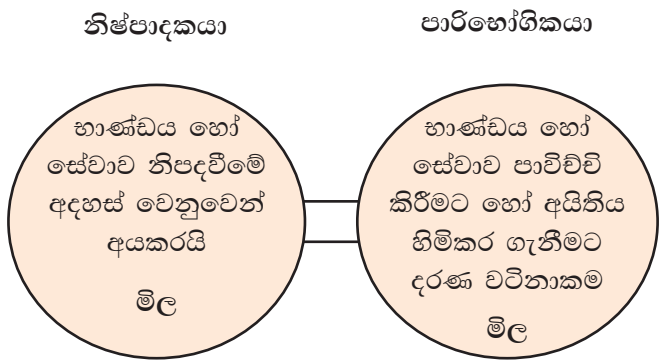 නිෂ්පාදකයා
පාරිභෝගිකයා
භාණ්ඩය හෝ
සේවාව නිපදවීමේ
අදහස් වෙනුවෙන්
අයකරයි
මිල
භාණ්ඩය හෝ
සේවාව පාවිච්චි
කිරීමට හෝ අයිතිය
හිමිකර ගැනීමට
දරණ වටිනාකම
මිල